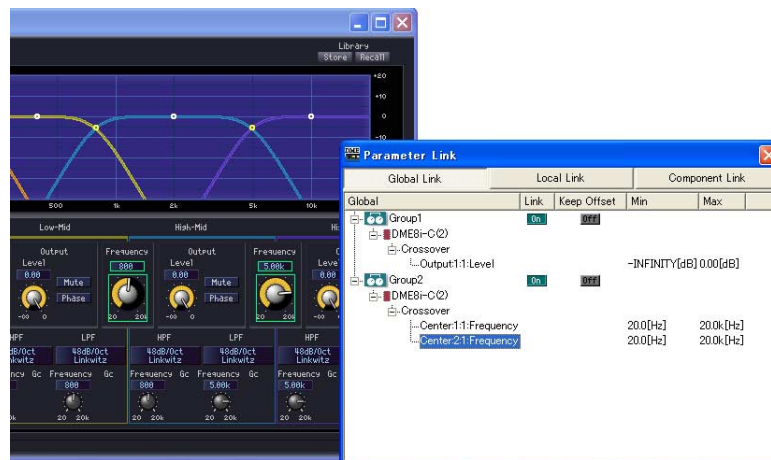 Library
Store Recall
+20
+10
0
-10
500 1k 2k 5k 10k
Low-Mid High-Mid
Output Frequency Output Frequency
Level 800 Level 5.00k
0.00 Mute 0.00 Mute 0.00
Phase Phase
-∞ 0 20 20k -∞ 0 20 20k -∞
HPF LPF HPF LPF HPF
48dB/Oct 48dB/Oct 48dB/Oct 48dB/Oct
Linkwitz Linkwitz Linkwitz Linkwitz
Gc Frequency Gc Frequency Gc Frequency Gc Frequency Gc
800 800 5.00k 5.00k
20 20k 20 20k 20 20k 20 20k
Parameter Link
Global Link Local Link Component Link
Global Link Keep Offset Min Max
Group1 On Off
DME8i-C(2)
Crossover
Output:1:1:Level -INFINITY[dB] 0.00[dB]
Group2 On Off
DME8i-C(2)
Crossover
Center:1:1:Frequency 20.0[Hz] 20.0k[Hz]
Center:2:1:Frequency 20.0[Hz] 20.0k[Hz]